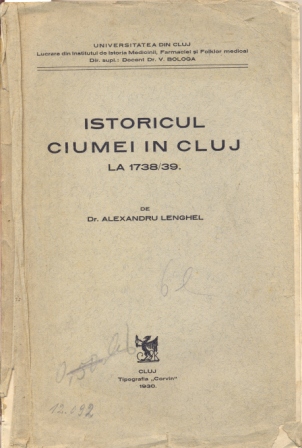 UNIVERSITATEA DIN CLUJ
Lucrare din Institutul de Istoria Medicinii, Farmaciei și Folklor medical
Dir. supl.: Docent Dr. V. BOLOGA
ISTORICUL
CIUMEI IN CLUJ
LA 1738/39.
DE
Dr. ALEXANDRU LENGHEL
CLUJ
Tipografia „Corvin"
1930.
12.192